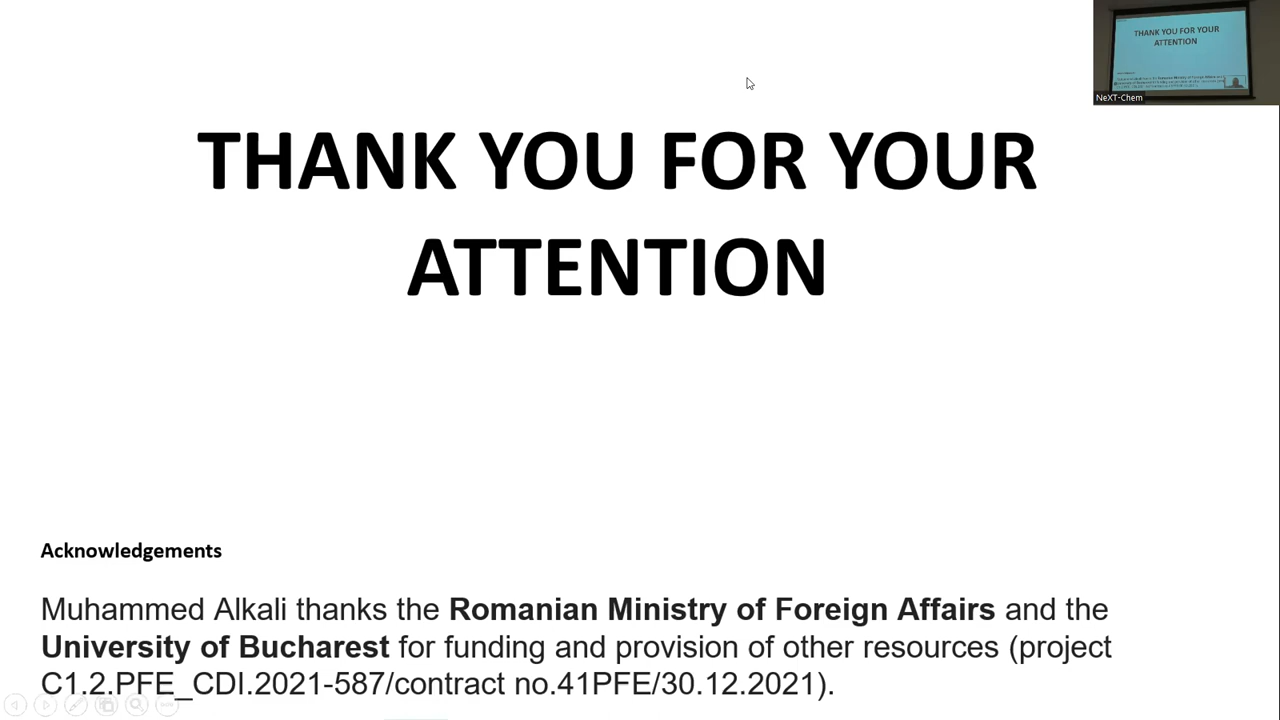 THANK YOU FOR YOUR
ATTENTION
THANK YOU FOR YOUR
ATTENTION
NeXT-Chem
Acknowledgements
Muhammed Alkali thanks the Romanian Ministry of Foreign Affairs and the
University of Bucharest for funding and provision of other resources (project
C1.2.PFE_CDI.2021-587/contract no.41PFE/30.12.2021).